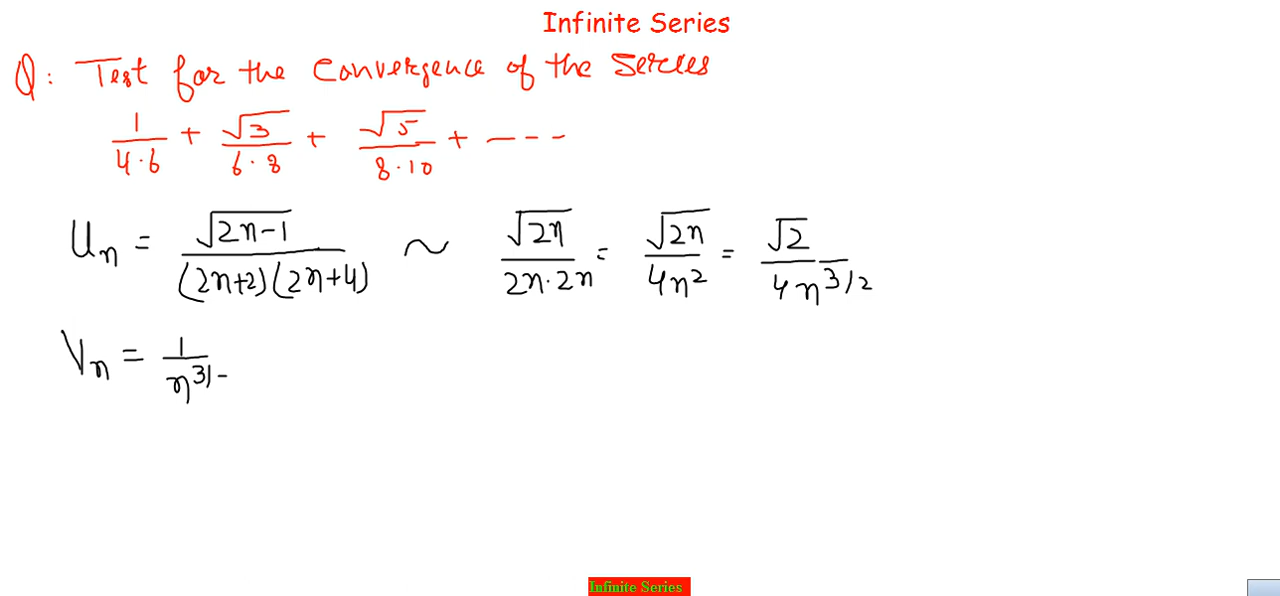 Infinite Series
Q: Test for the Convergence of the Series
1/(4·6) + √3/(6·8) + √5/(8·10) + ----
Un = √(2n-1)/((2n+2)(2n+4)) ~ √(2n)/(2n·2n) = √(2n)/(4n²) = √2/(4n^(3/2))
Vn = 1/n^(3/-
Infinite Series